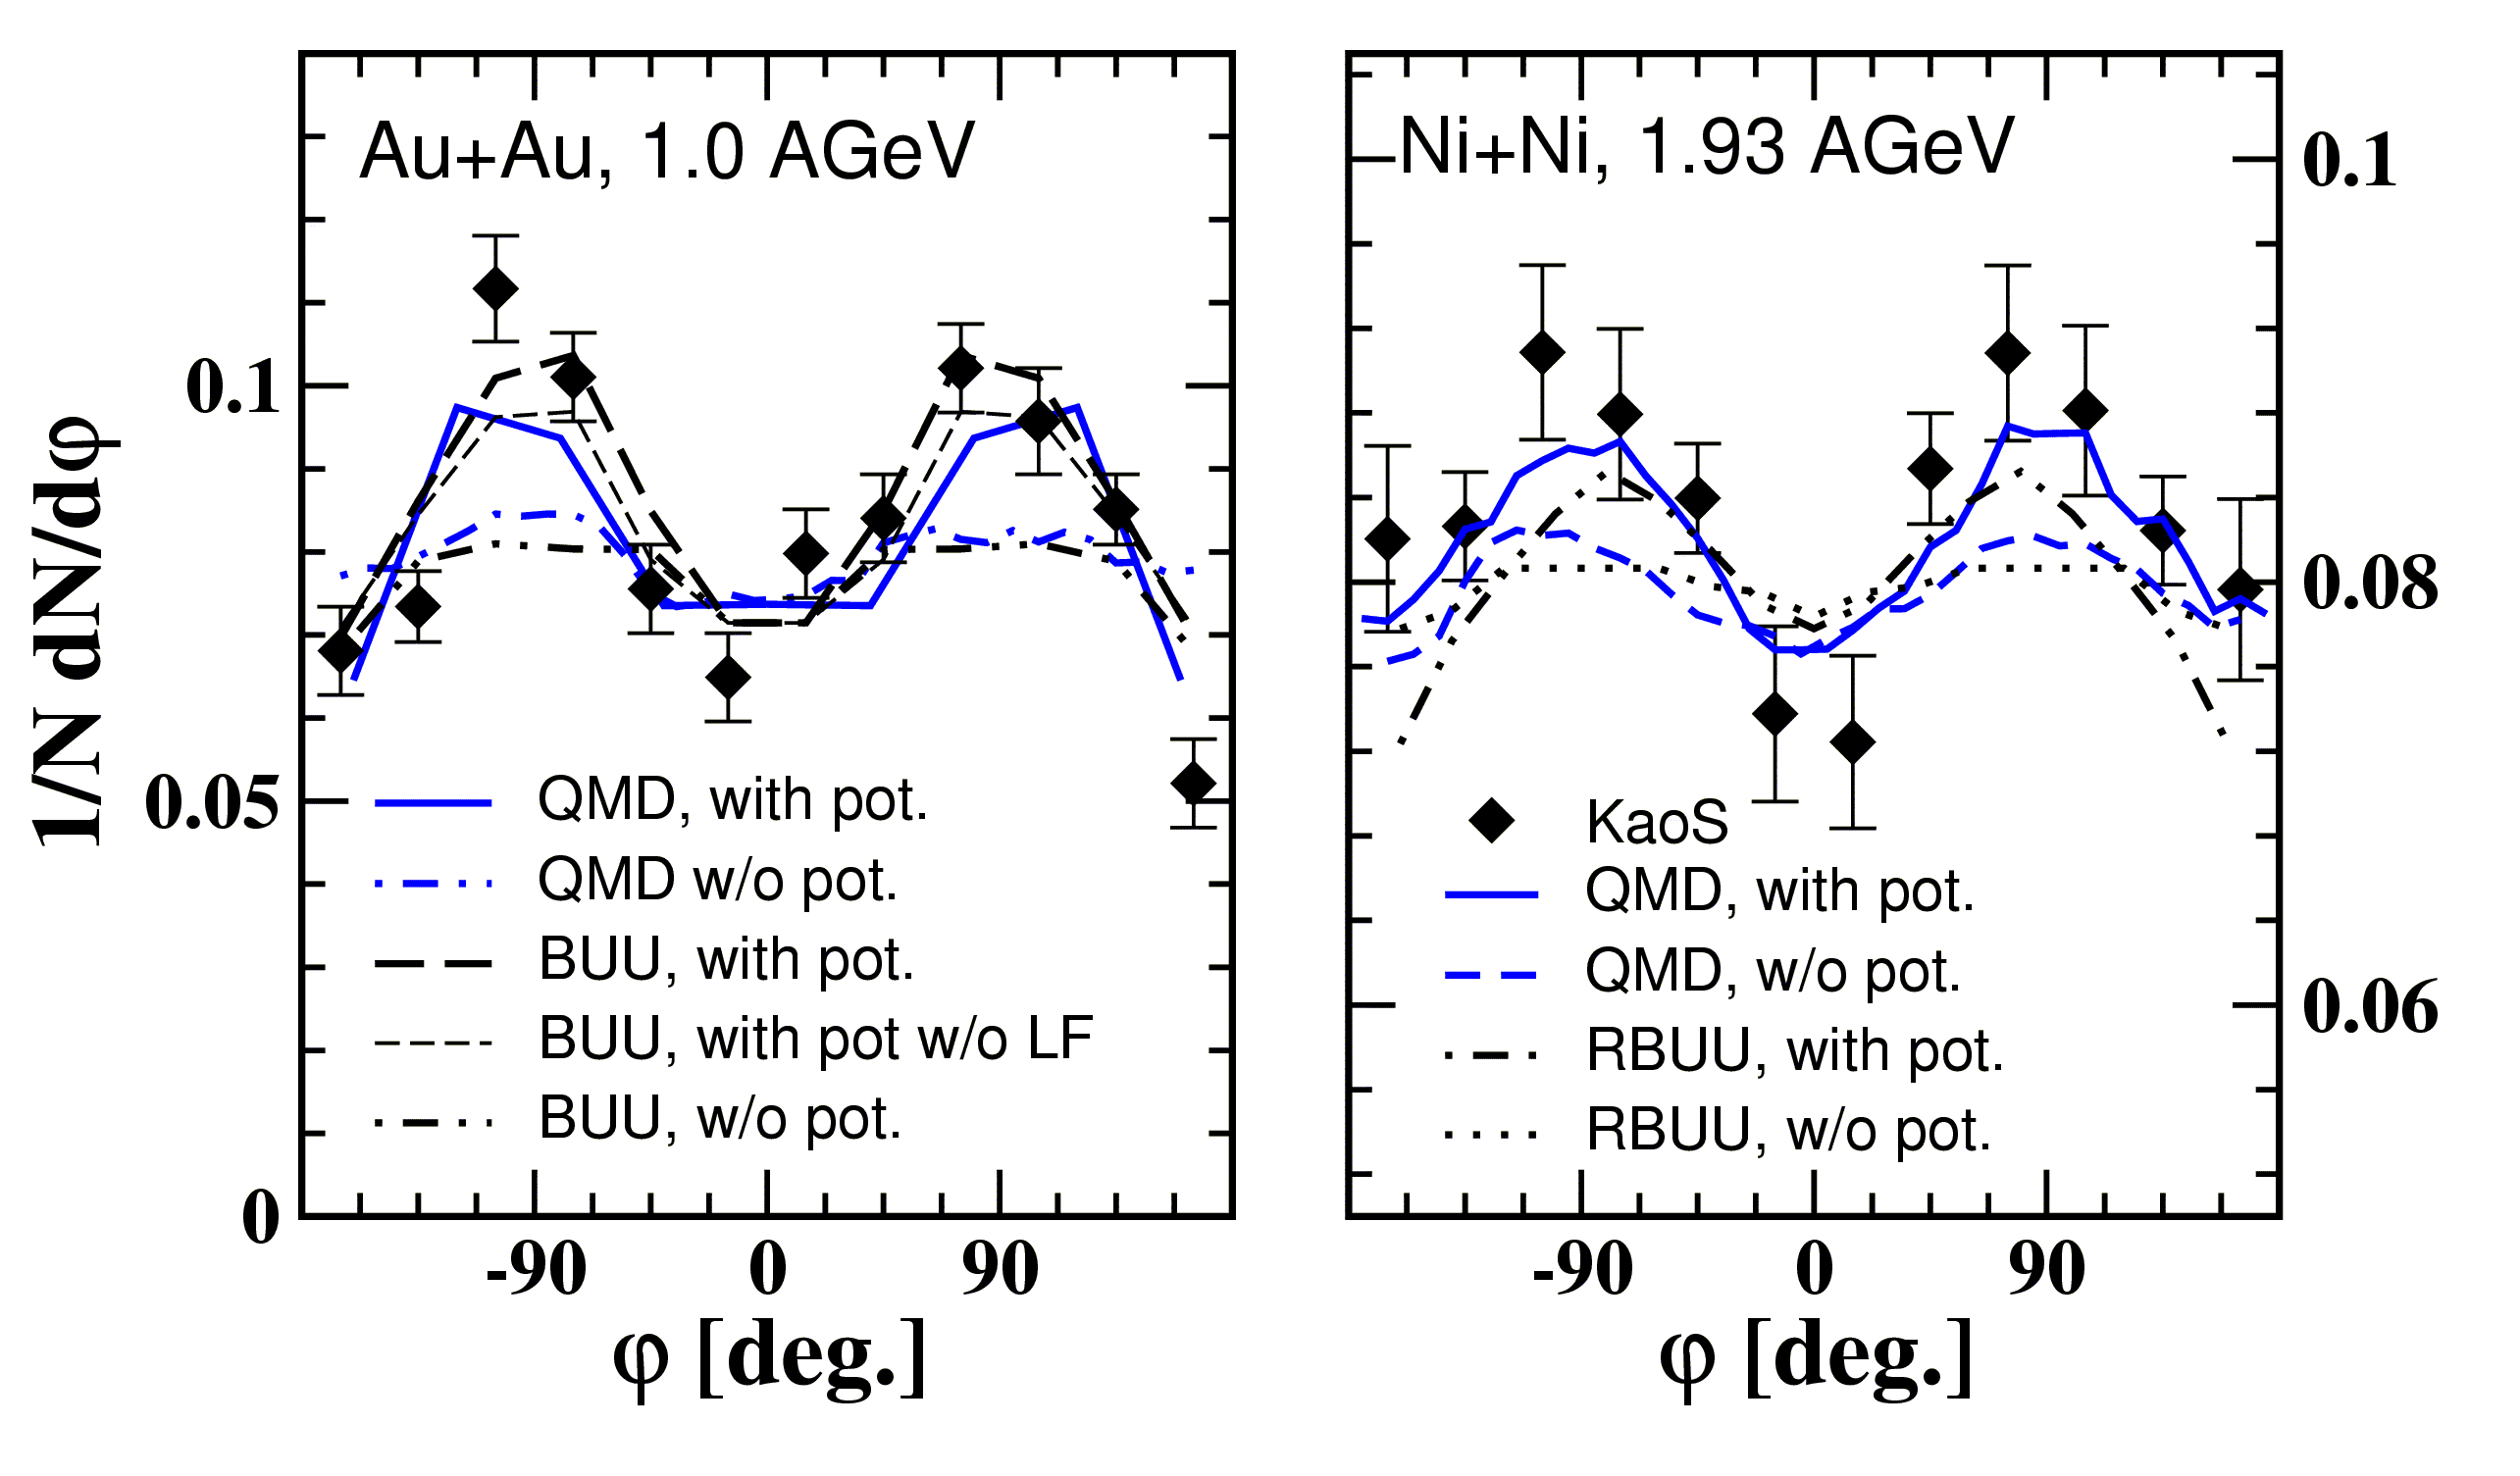 Au+Au, 1.0 AGeV
1/N dN/dφ
0.1
0.05
0
QMD, with pot.
QMD w/o pot.
BUU, with pot.
BUU, with pot w/o LF
BUU, w/o pot.
-90 0 90
φ [deg.]
Ni+Ni, 1.93 AGeV
0.1
0.08
0.06
KaoS
QMD, with pot.
QMD, w/o pot.
RBUU, with pot.
RBUU, w/o pot.
-90 0 90
φ [deg.]